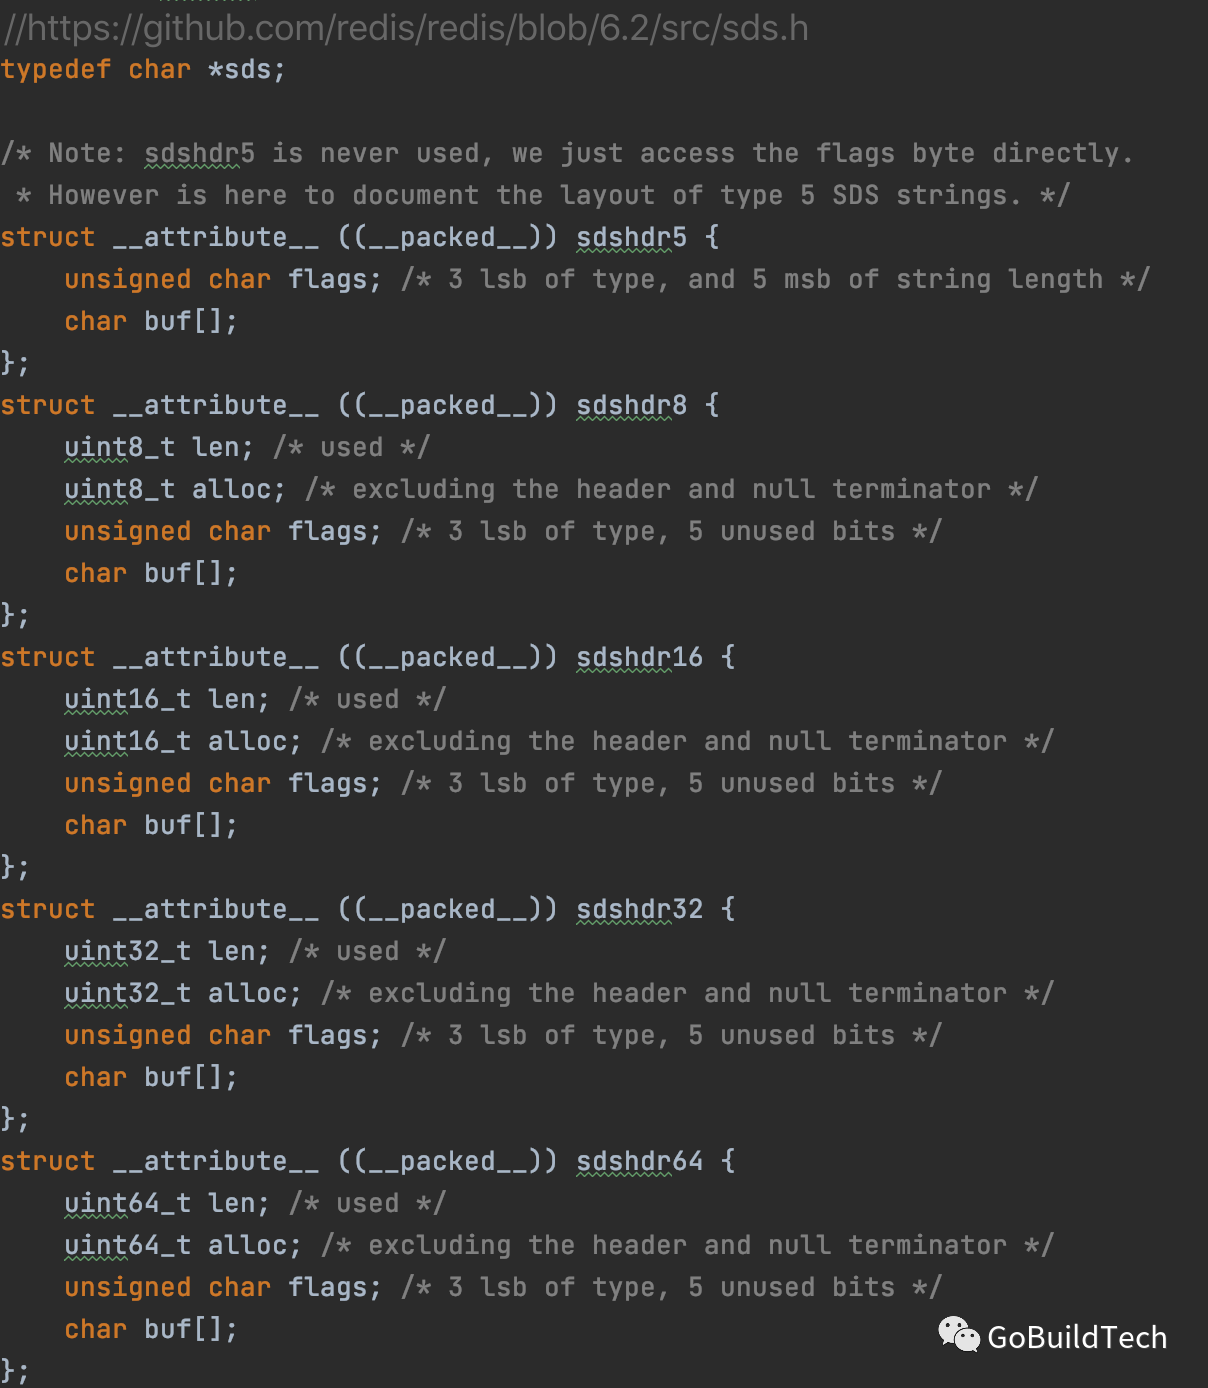 //https://github.com/redis/redis/blob/6.2/src/sds.h
typedef char *sds;

/* Note: sdshdr5 is never used, we just access the flags byte directly.
 * However is here to document the layout of type 5 SDS strings. */
struct __attribute__ ((__packed__)) sdshdr5 {
    unsigned char flags; /* 3 lsb of type, and 5 msb of string length */
    char buf[];
};
struct __attribute__ ((__packed__)) sdshdr8 {
    uint8_t len; /* used */
    uint8_t alloc; /* excluding the header and null terminator */
    unsigned char flags; /* 3 lsb of type, 5 unused bits */
    char buf[];
};
struct __attribute__ ((__packed__)) sdshdr16 {
    uint16_t len; /* used */
    uint16_t alloc; /* excluding the header and null terminator */
    unsigned char flags; /* 3 lsb of type, 5 unused bits */
    char buf[];
};
struct __attribute__ ((__packed__)) sdshdr32 {
    uint32_t len; /* used */
    uint32_t alloc; /* excluding the header and null terminator */
    unsigned char flags; /* 3 lsb of type, 5 unused bits */
    char buf[];
};
struct __attribute__ ((__packed__)) sdshdr64 {
    uint64_t len; /* used */
    uint64_t alloc; /* excluding the header and null terminator */
    unsigned char flags; /* 3 lsb of type, 5 unused bits */
    char buf[];
};
GoBuildTech